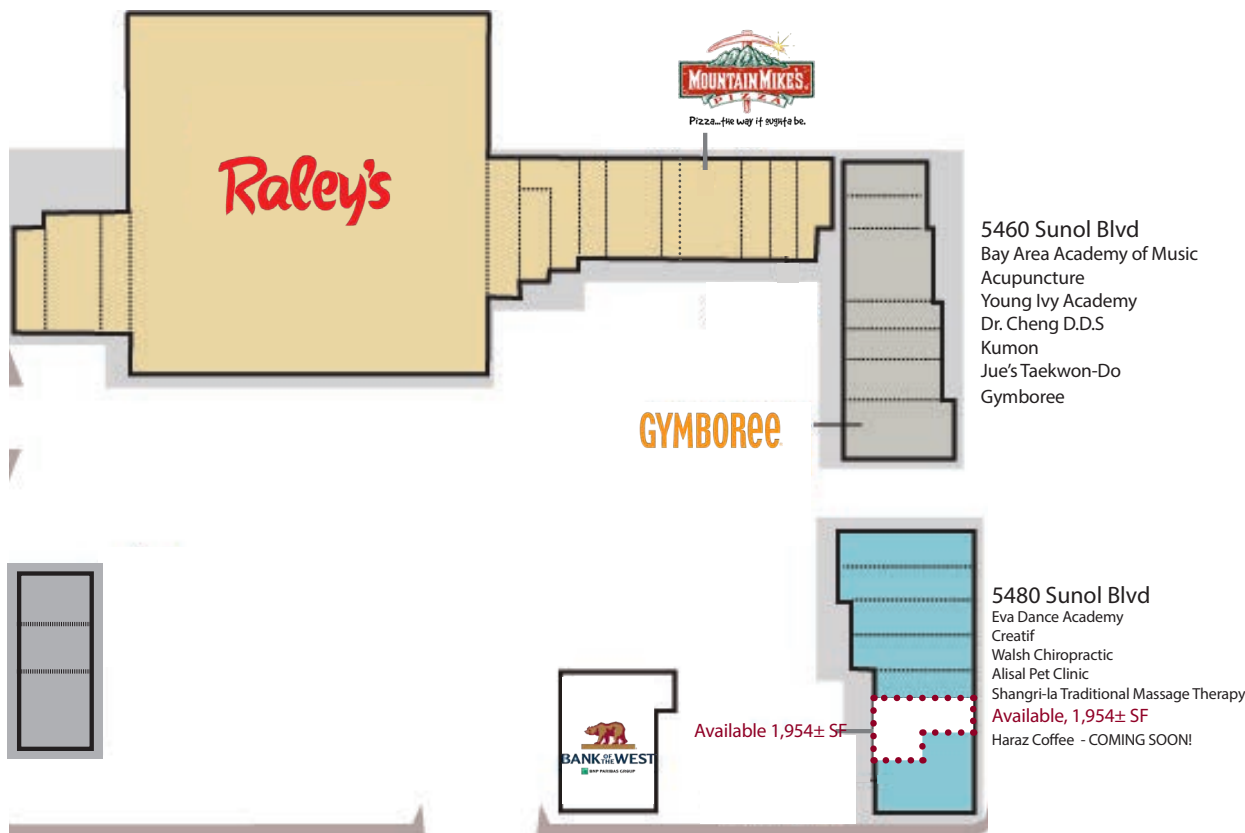 MOUNTAIN MIKE'S
PIZZA
Pizza...the way it oughta be.
Raley's
5460 Sunol Blvd
Bay Area Academy of Music
Acupuncture
Young Ivy Academy
Dr. Cheng D.D.S
Kumon
Jue's Taekwon-Do
Gymboree
GYMBOREE
5480 Sunol Blvd
Eva Dance Academy
Creatif
Walsh Chiropractic
Alisal Pet Clinic
Shangri-la Traditional Massage Therapy
Available, 1,954± SF
Haraz Coffee - COMING SOON!
Available 1,954± SF
BANK OF THE WEST
BNP PARIBAS GROUP